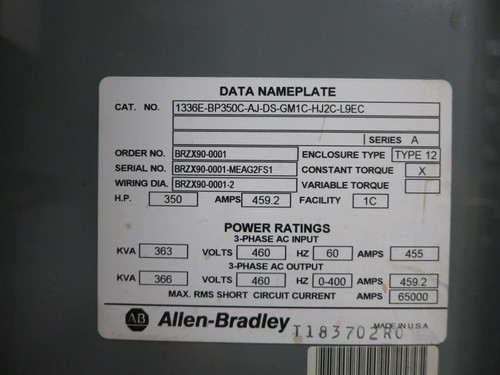 DATA NAMEPLATE
CAT. NO. 1336E-BP350C-AJ-DS-GM1C-HJ2C-L9EC
SERIES A
ORDER NO. BRZX90-0001 ENCLOSURE TYPE TYPE 12
SERIAL NO. BRZX90-0001-MEAG2FS1 CONSTANT TORQUE X
WIRING DIA. BRZX90-0001-2 VARIABLE TORQUE
H.P. 350 AMPS 459.2 FACILITY 1C
POWER RATINGS
3-PHASE AC INPUT
KVA 363 VOLTS 460 HZ 60 AMPS 455
3-PHASE AC OUTPUT
KVA 366 VOLTS 460 HZ 0-400 AMPS 459.2
MAX. RMS SHORT CIRCUIT CURRENT AMPS 65000
AB Allen-Bradley MADE IN U.S.A
I183702R0